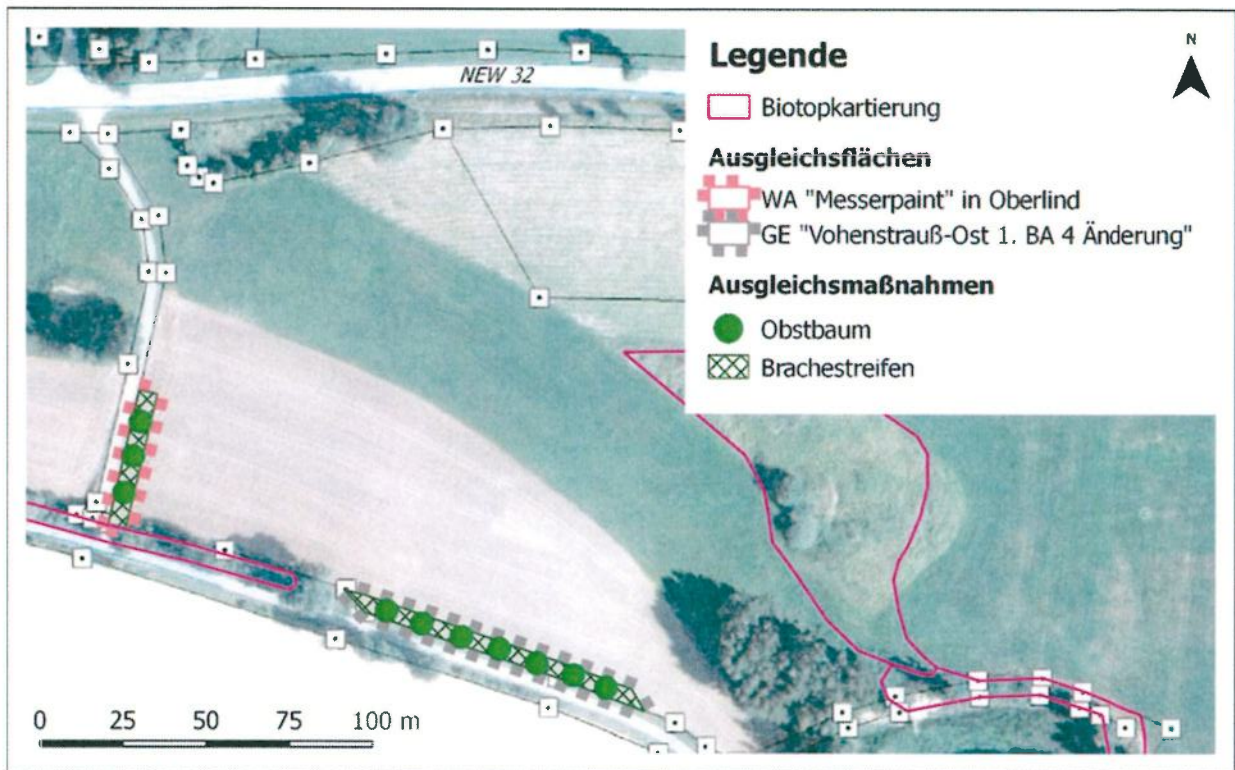 NEW 32
Legende
N
Biotopkartierung
Ausgleichsflächen
WA "Messerpaint" in Oberlind
GE "Vohenstrauß-Ost 1. BA 4 Änderung"
Ausgleichsmaßnahmen
Obstbaum
Brachestreifen
0 25 50 75 100 m